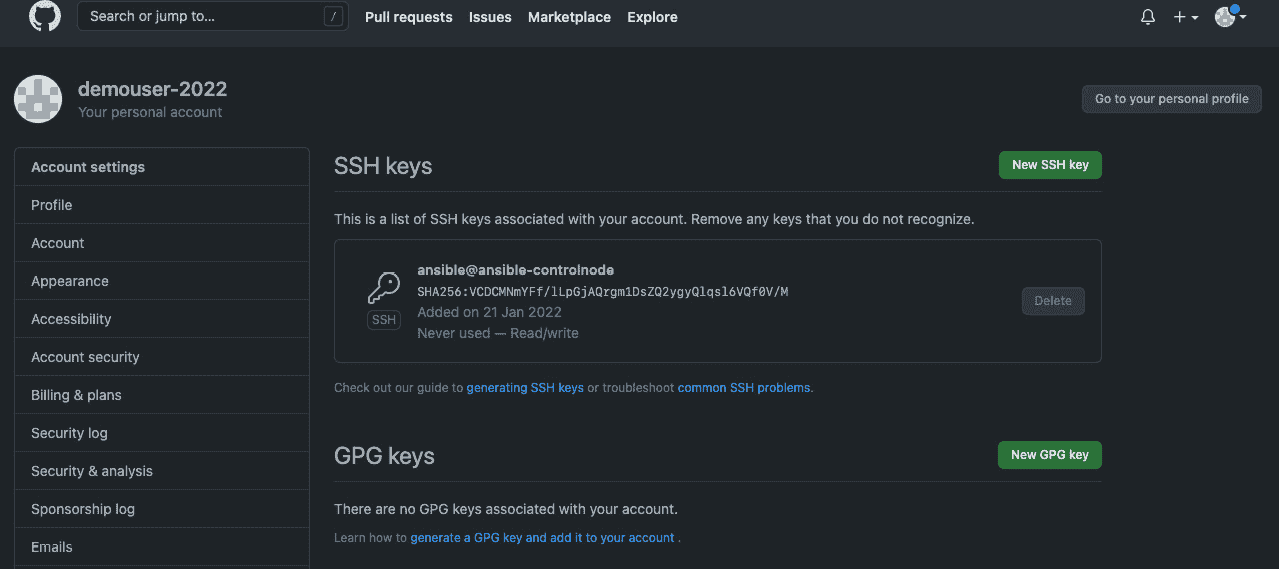 Search or jump to... /
Pull requests Issues Marketplace Explore
demouser-2022
Your personal account
Go to your personal profile
Account settings
Profile
Account
Appearance
Accessibility
Account security
Billing & plans
Security log
Security & analysis
Sponsorship log
Emails
SSH keys
New SSH key
This is a list of SSH keys associated with your account. Remove any keys that you do not recognize.
ansible@ansible-controlnode
SHA256:VCDCMNmYFf/lLpGjAQrgm1DsZQ2ygyQlqsl6VQf0V/M
Added on 21 Jan 2022
Never used — Read/write
SSH
Delete
Check out our guide to generating SSH keys or troubleshoot common SSH problems.
GPG keys
New GPG key
There are no GPG keys associated with your account.
Learn how to generate a GPG key and add it to your account .